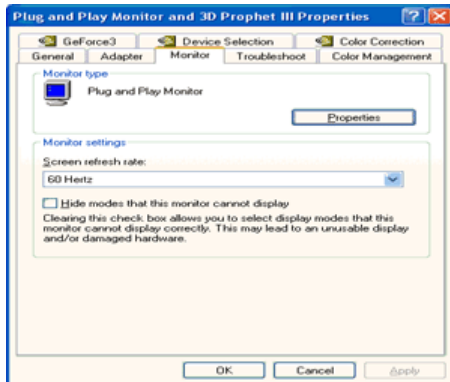 Plug and Play Monitor and 3D Prophet III Properties
GeForce3 Device Selection Color Correction
General Adapter Monitor Troubleshoot Color Management
Monitor type
Plug and Play Monitor
Properties
Monitor settings
Screen refresh rate:
60 Hertz
Hide modes that this monitor cannot display
Clearing this check box allows you to select display modes that this
monitor cannot display correctly. This may lead to an unusable display
and/or damaged hardware.
OK Cancel Apply